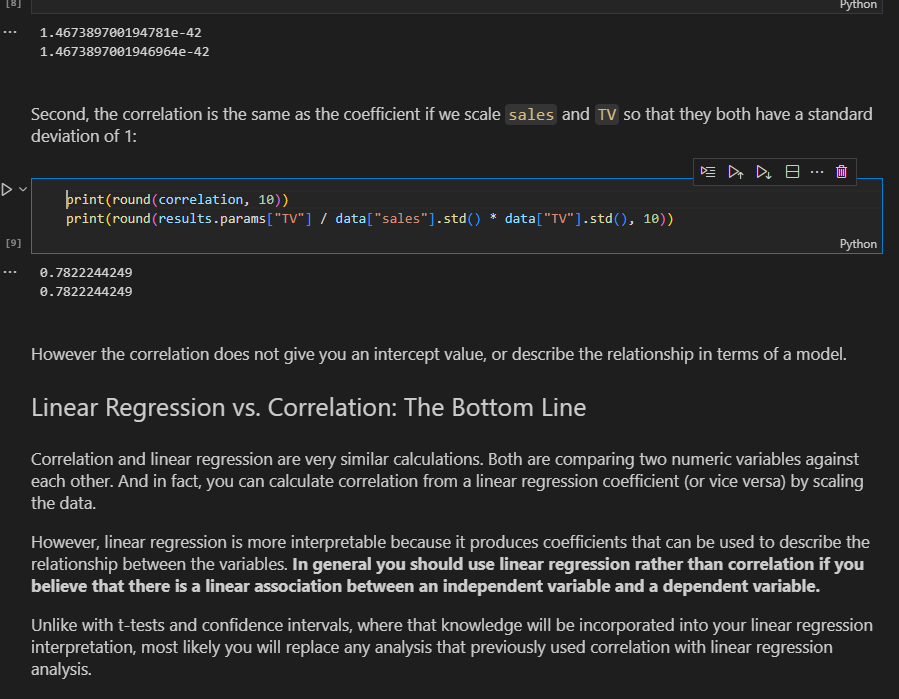 [8]
Python
1.467389700194781e-42
1.4673897001946964e-42
Second, the correlation is the same as the coefficient if we scale sales and TV so that they both have a standard
deviation of 1:
print(round(correlation, 10))
print(round(results.params["TV"] / data["sales"].std() * data["TV"].std(), 10))
[9]
Python
0.7822244249
0.7822244249
However the correlation does not give you an intercept value, or describe the relationship in terms of a model.
Linear Regression vs. Correlation: The Bottom Line
Correlation and linear regression are very similar calculations. Both are comparing two numeric variables against
each other. And in fact, you can calculate correlation from a linear regression coefficient (or vice versa) by scaling
the data.
However, linear regression is more interpretable because it produces coefficients that can be used to describe the
relationship between the variables. In general you should use linear regression rather than correlation if you
believe that there is a linear association between an independent variable and a dependent variable.
Unlike with t-tests and confidence intervals, where that knowledge will be incorporated into your linear regression
interpretation, most likely you will replace any analysis that previously used correlation with linear regression
analysis.